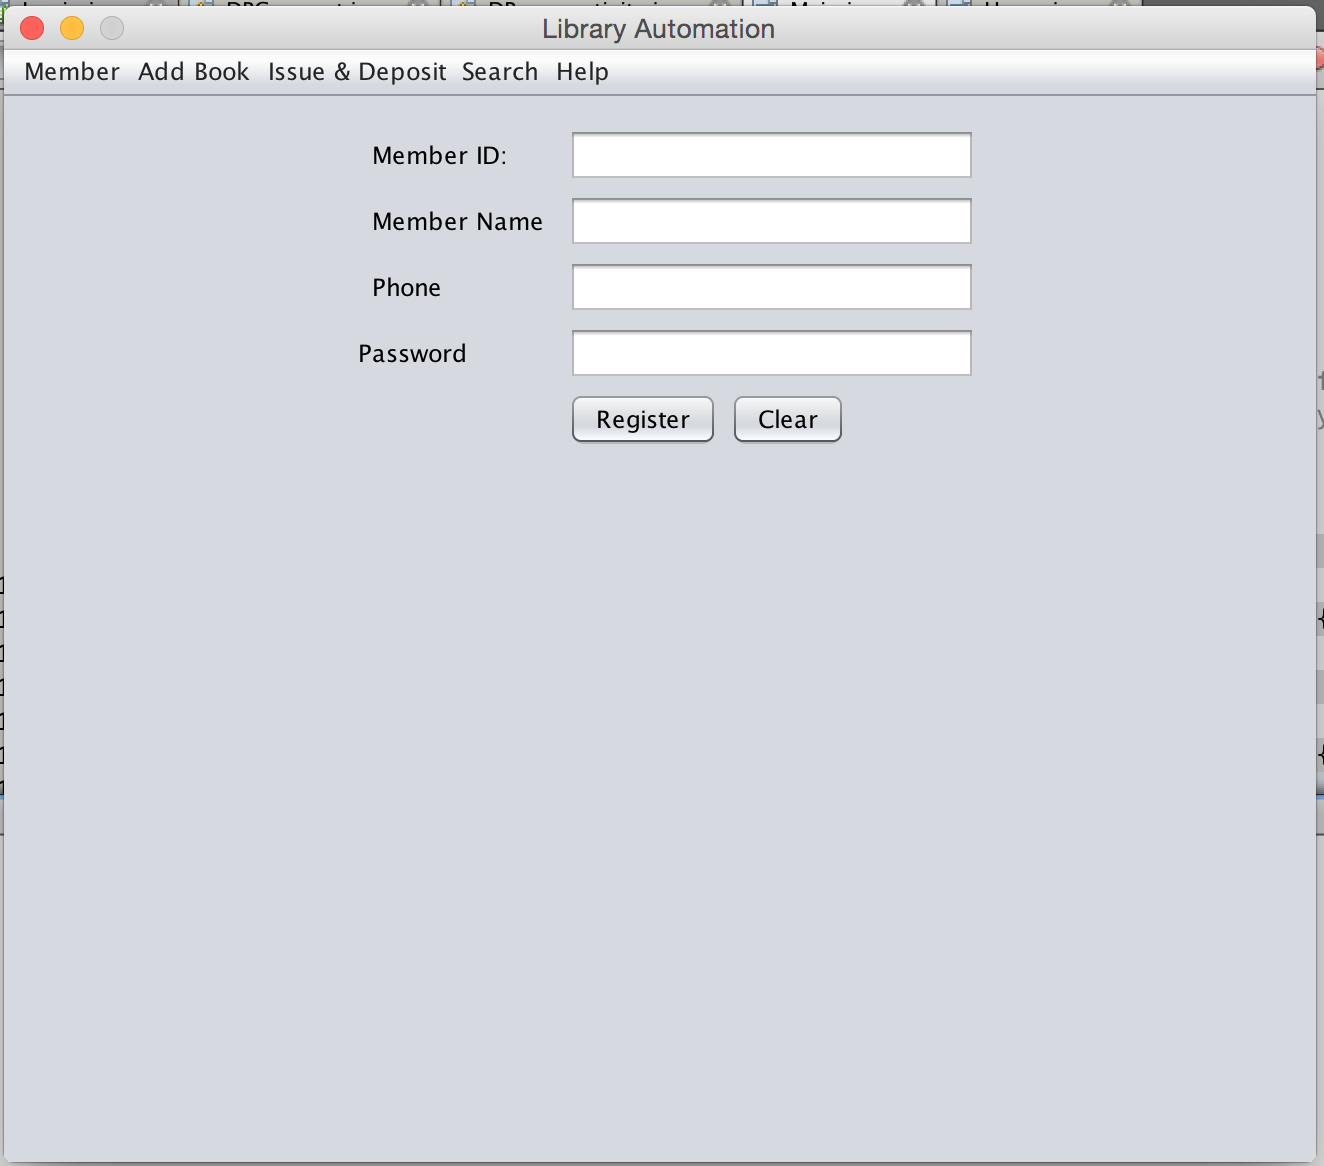 Library Automation
Member Add Book Issue & Deposit Search Help
Member ID:
Member Name
Phone
Password
Register Clear